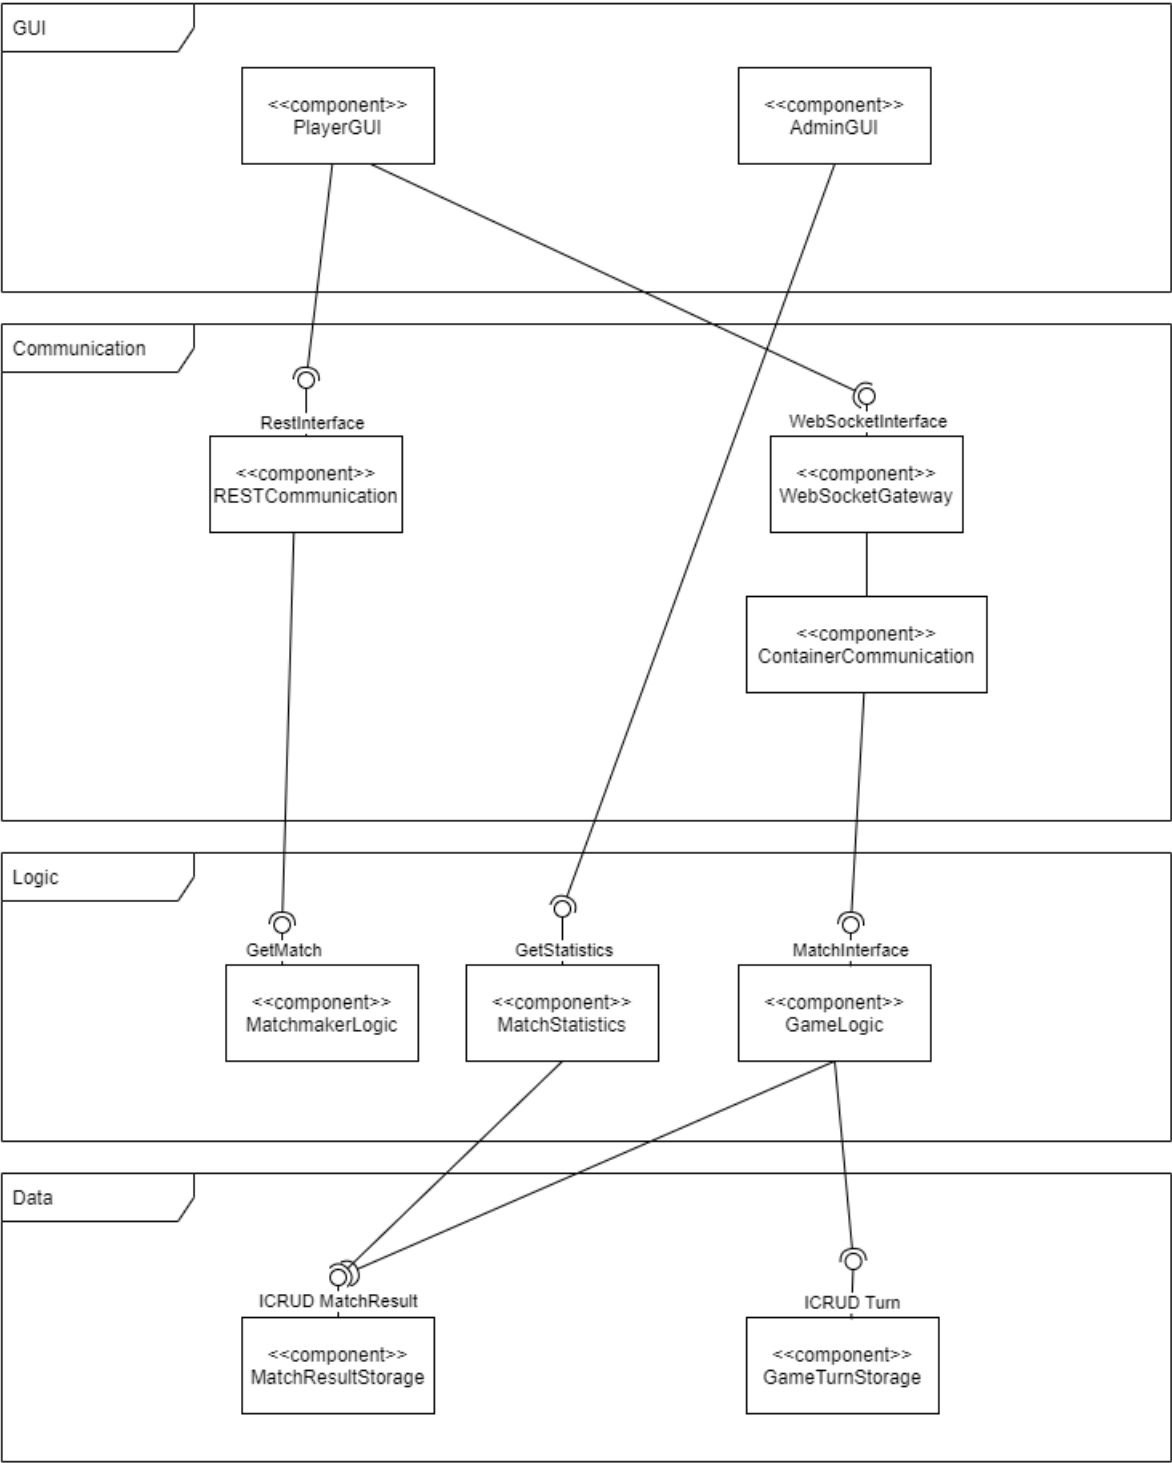 GUI
<<component>>
PlayerGUI
<<component>>
AdminGUI
Communication
RestInterface
<<component>>
RESTCommunication
WebSocketInterface
<<component>>
WebSocketGateway
<<component>>
ContainerCommunication
Logic
GetMatch
<<component>>
MatchmakerLogic
GetStatistics
<<component>>
MatchStatistics
MatchInterface
<<component>>
GameLogic
Data
ICRUD MatchResult
<<component>>
MatchResultStorage
ICRUD Turn
<<component>>
GameTurnStorage